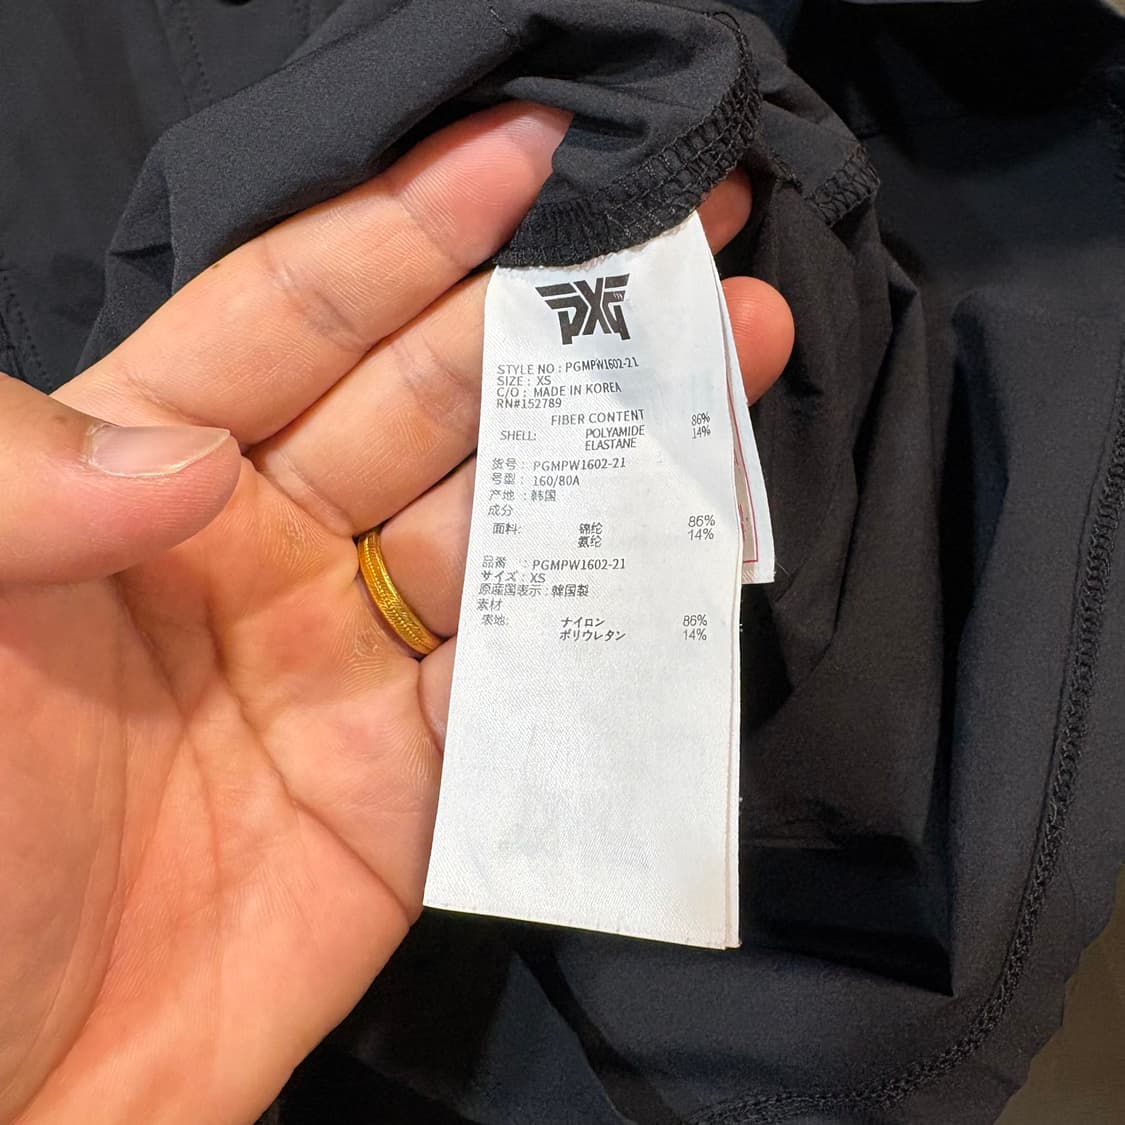 PXG
STYLE NO : PGMPW1602-21
SIZE : XS
C/O : MADE IN KOREA
RN#152789
FIBER CONTENT
SHELL: POLYAMIDE 86%
ELASTANE 14%
货号 : PGMPW1602-21
号型 : 160/80A
产地 : 韩国
成分
面料: 锦纶 86%
氨纶 14%
品番 : PGMPW1602-21
サイズ : XS
原産国表示 : 韓国製
素材
表地: ナイロン 86%
ポリウレタン 14%